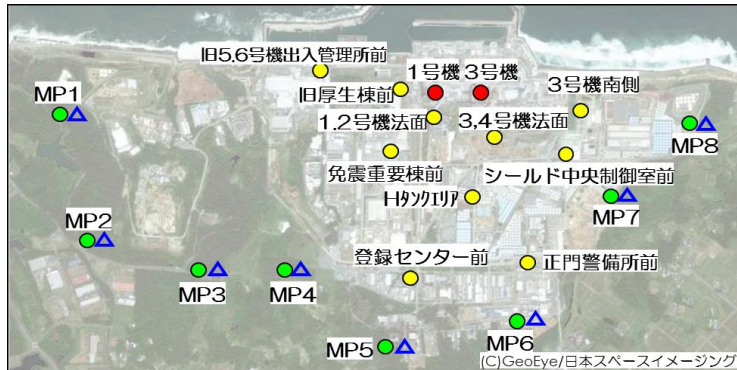 旧5.6号機出入管理所前
1号機
3号機
3号機南側
MP1
旧厚生棟前
1.2号機法面
3,4号機法面
MP8
免震重要棟前
シールド中央制御室前
Hﾀﾝｸｴﾘｱ
MP7
MP2
登録センター前
正門警備所前
MP3
MP4
MP6
MP5
(C)GeoEye/日本スペースイメージング